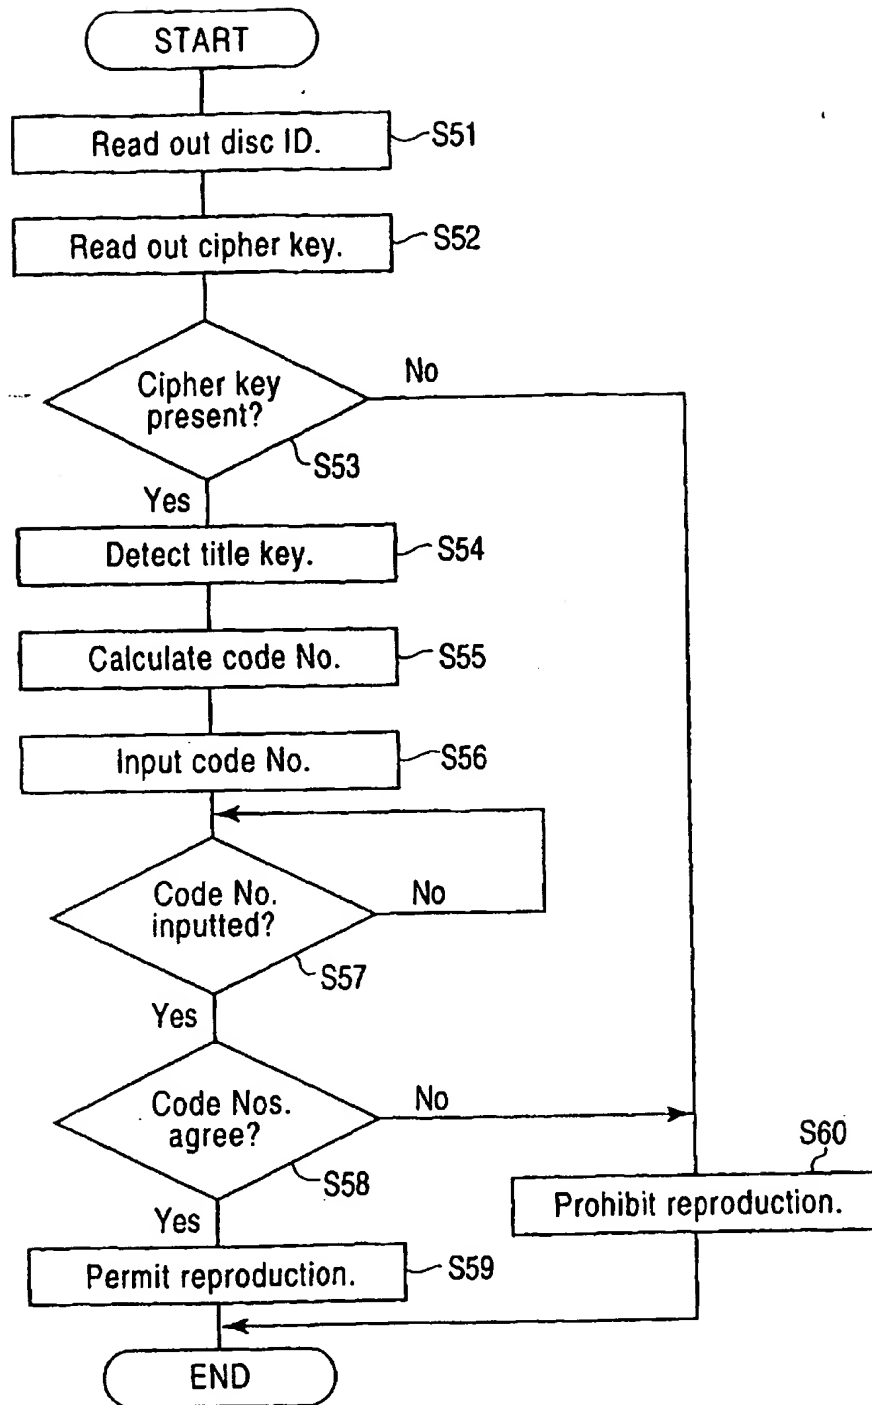 START
Read out disc ID.
S51
Read out cipher key.
S52
Cipher key
present?
No
S53
Yes
Detect title key.
S54
Calculate code No.
S55
Input code No.
S56
Code No.
inputted?
No
S57
Yes
Code Nos.
agree?
No
S58
S60
Prohibit reproduction.
Yes
Permit reproduction.
S59
END